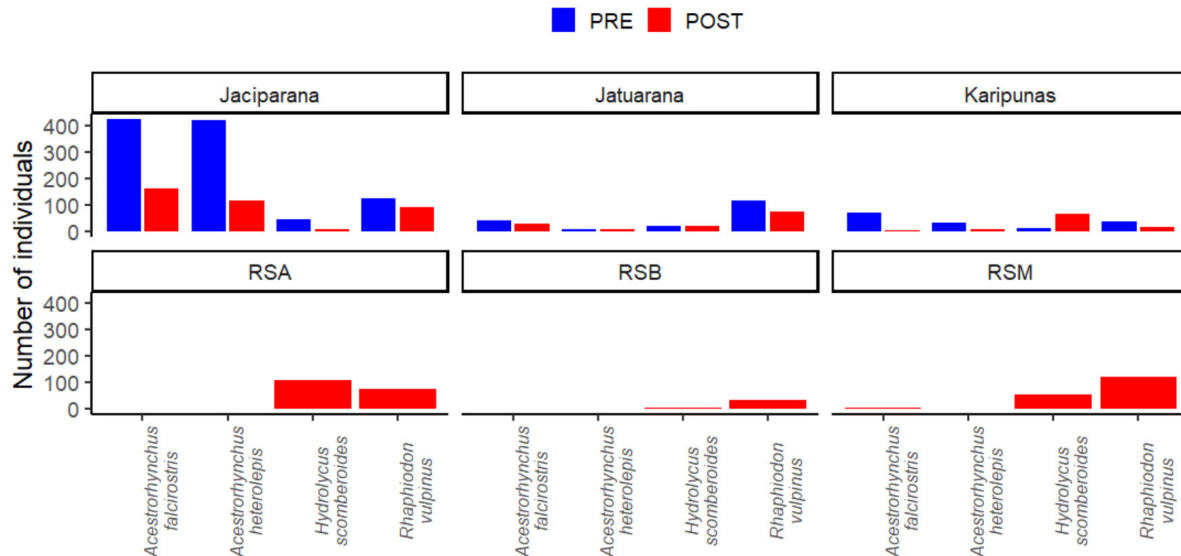 PRE POST
Jaciparana Jatuarana Karipunas
Number of individuals
400
300
200
100
0
RSA RSB RSM
400
300
200
100
0
Acestrorhynchus
falcirostris
Acestrorhynchus
heterolepis
Hydrolycus
scomberoides
Rhaphiodon
vulpinus
Acestrorhynchus
falcirostris
Acestrorhynchus
heterolepis
Hydrolycus
scomberoides
Rhaphiodon
vulpinus
Acestrorhynchus
falcirostris
Acestrorhynchus
heterolepis
Hydrolycus
scomberoides
Rhaphiodon
vulpinus